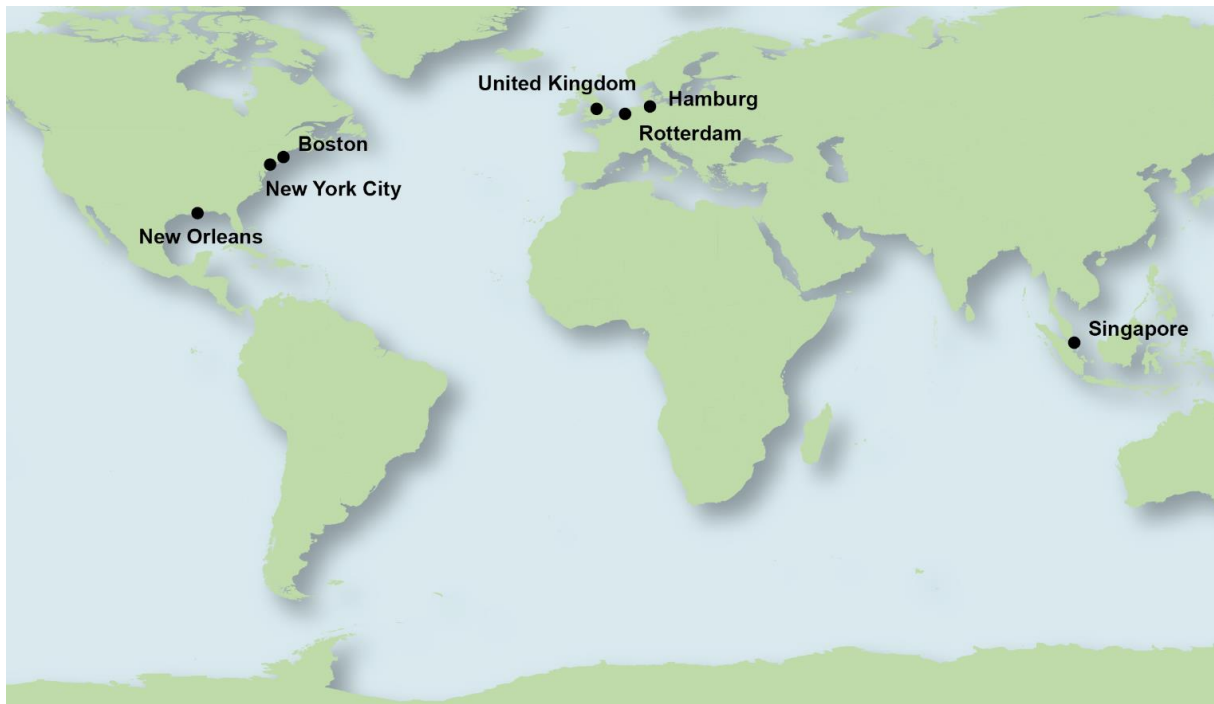 United Kingdom
Hamburg
Rotterdam
Boston
New York City
New Orleans
Singapore